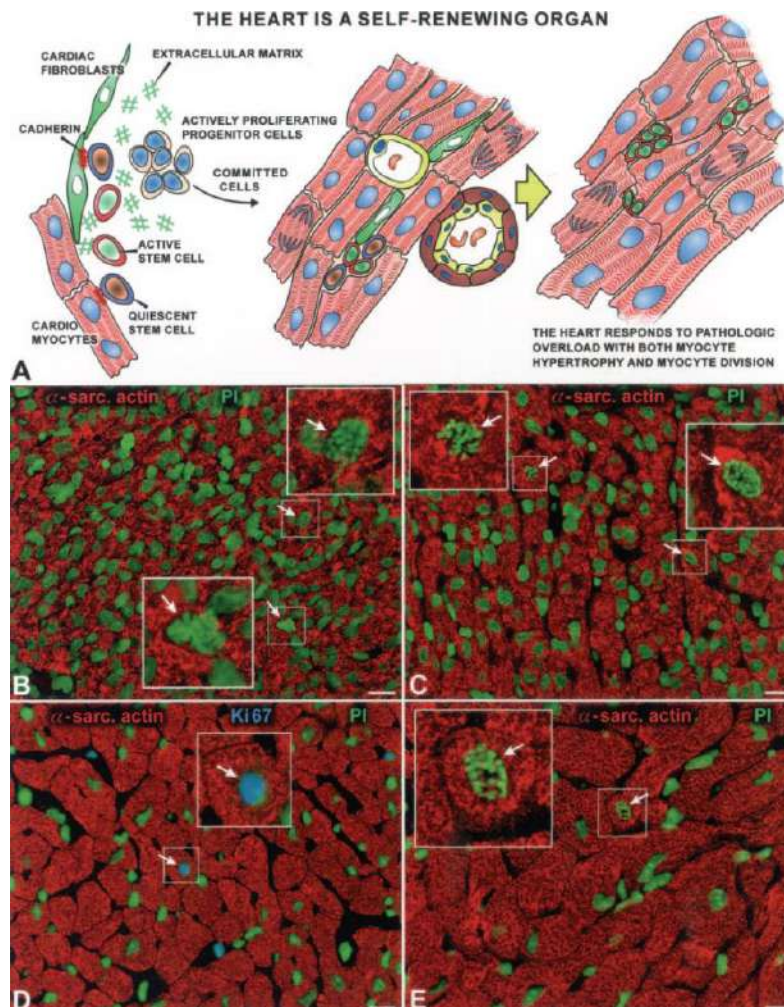 THE HEART IS A SELF-RENEWING ORGAN
CARDIAC
FIBROBLASTS
EXTRACELLULAR MATRIX
CADHERIN
ACTIVELY PROLIFERATING
PROGENITOR CELLS
COMMITTED
CELLS
ACTIVE
STEM CELL
QUIESCENT
STEM CELL
CARDIO
MYOCYTES
THE HEART RESPONDS TO PATHOLOGIC
OVERLOAD WITH BOTH MYOCYTE
HYPERTROPHY AND MYOCYTE DIVISION
A
α-sarc. actin PI
B
α-sarc. actin PI
C
α-sarc. actin Ki67 PI
D
α-sarc. actin PI
E